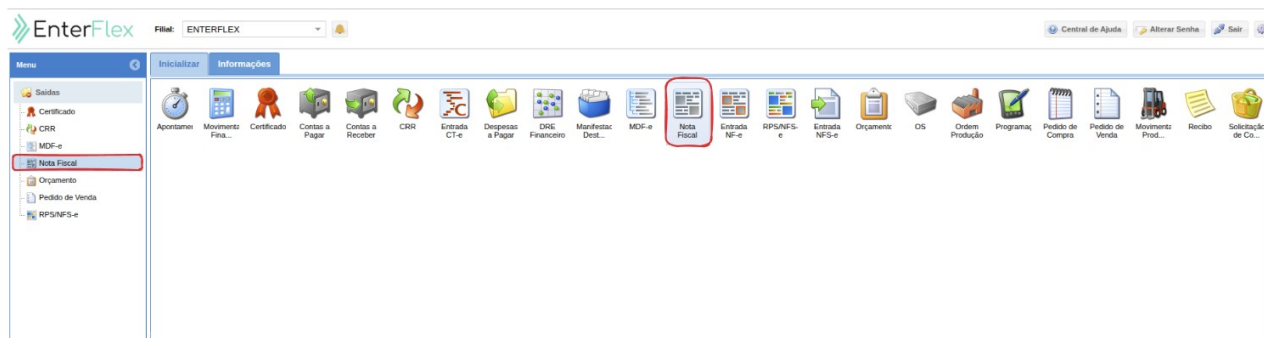 EnterFlex
Filial: ENTERFLEX
Central de Ajuda
Alterar Senha
Sair
Menu
Inicializar
Informações
Saídas
Certificado
CRR
MDF-e
Nota Fiscal
Orçamento
Pedido de Venda
RPS/NFS-e
Apontamen
Movimenta
Fina...
Certificado
Contas a
Pagar
Contas a
Receber
CRR
Entrada
CT-e
Despesas
a Pagar
DRE
Financeiro
Manifestac
Dest...
MDF-e
Nota
Fiscal
Entrada
NF-e
RPS/NFS-
e
Entrada
NFS-e
Orçamento
OS
Ordem
Produção
Programaç
Pedido de
Compra
Pedido de
Venda
Movimenta
Prod...
Recibo
Solicitação
de Co...